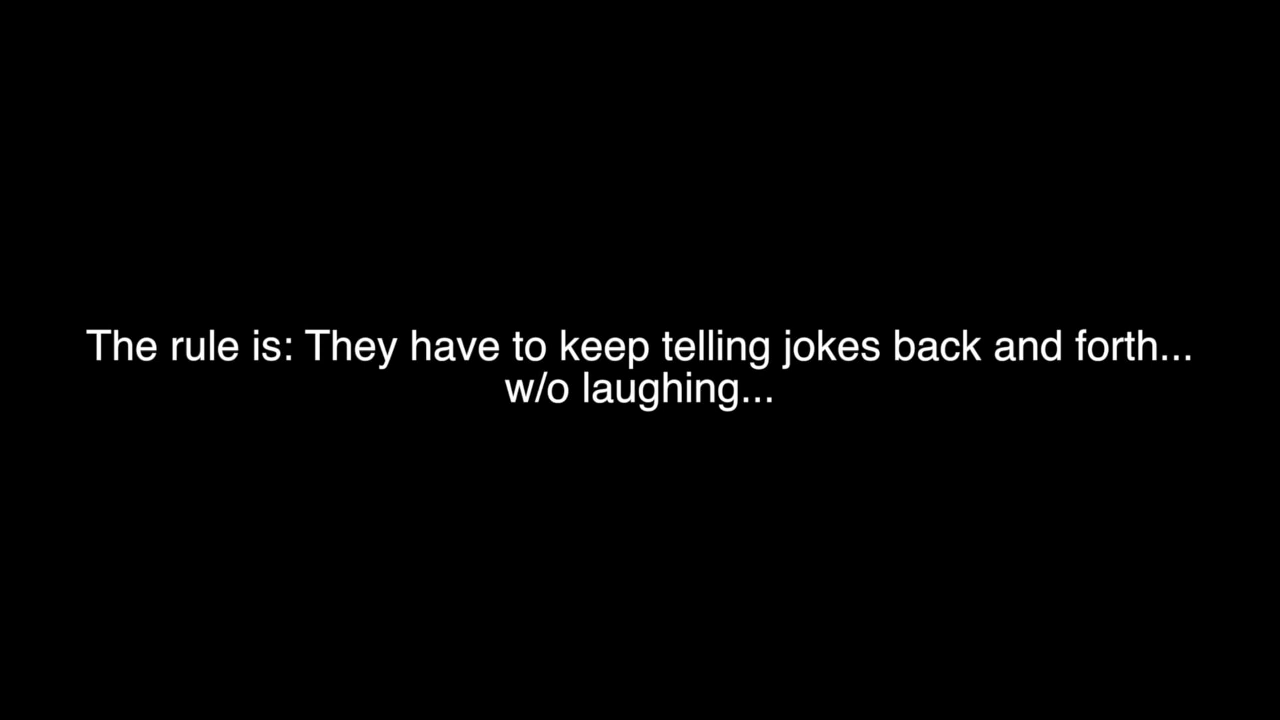 The rule is: They have to keep telling jokes back and forth...
w/o laughing...